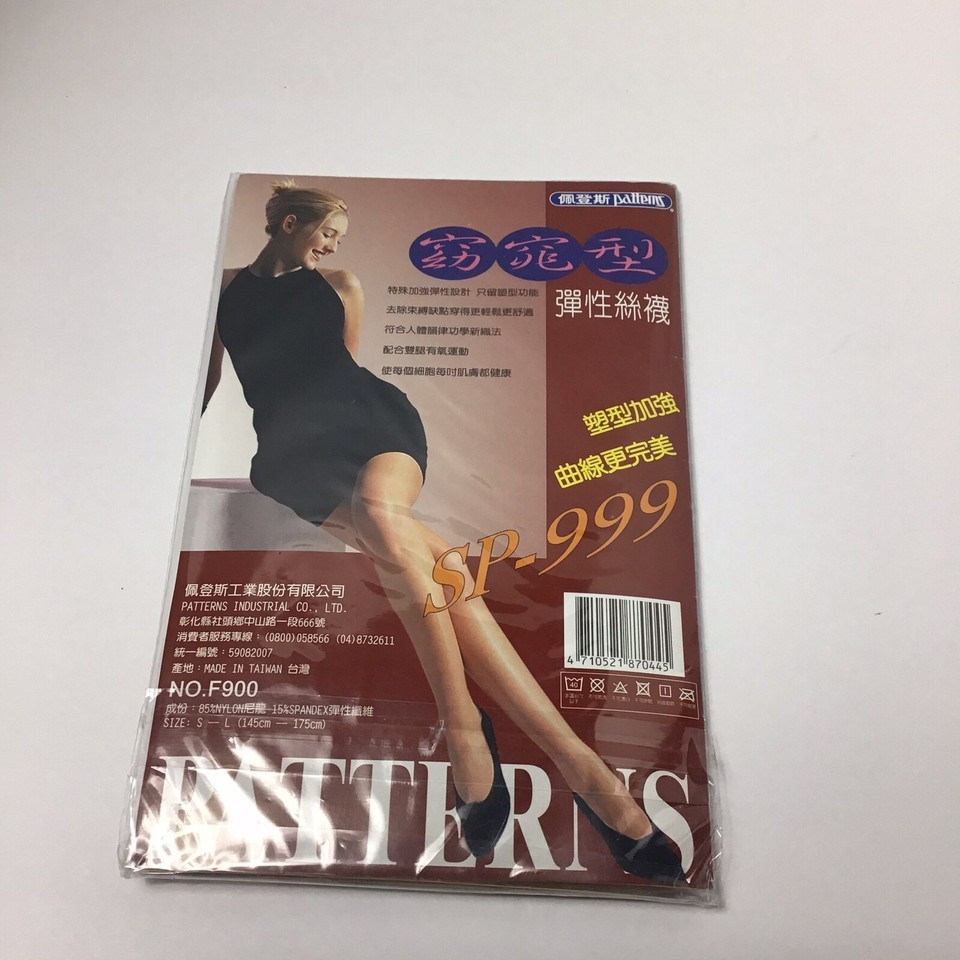 佩登斯 Patterns®
窈窕型
彈性絲襪
特殊加強彈性設計 只留塑型功能
去除束縛缺點穿得更輕鬆更舒適
符合人體韻律功學新織法
配合雙腿有氧運動
使每個細胞每吋肌膚都健康
塑型加強
曲線更完美
SP-999
佩登斯工業股份有限公司
PATTERNS INDUSTRIAL CO., LTD.
彰化縣社頭鄉中山路一段666號
消費者服務專線：(0800)058566 (04)8732611
統一編號：59082007
產地：MADE IN TAIWAN 台灣
NO.F900
成份：85%NYLON尼龍 15%SPANDEX彈性纖維
SIZE: S — L (145cm — 175cm)
4 710521 870445
40
PATTERNS